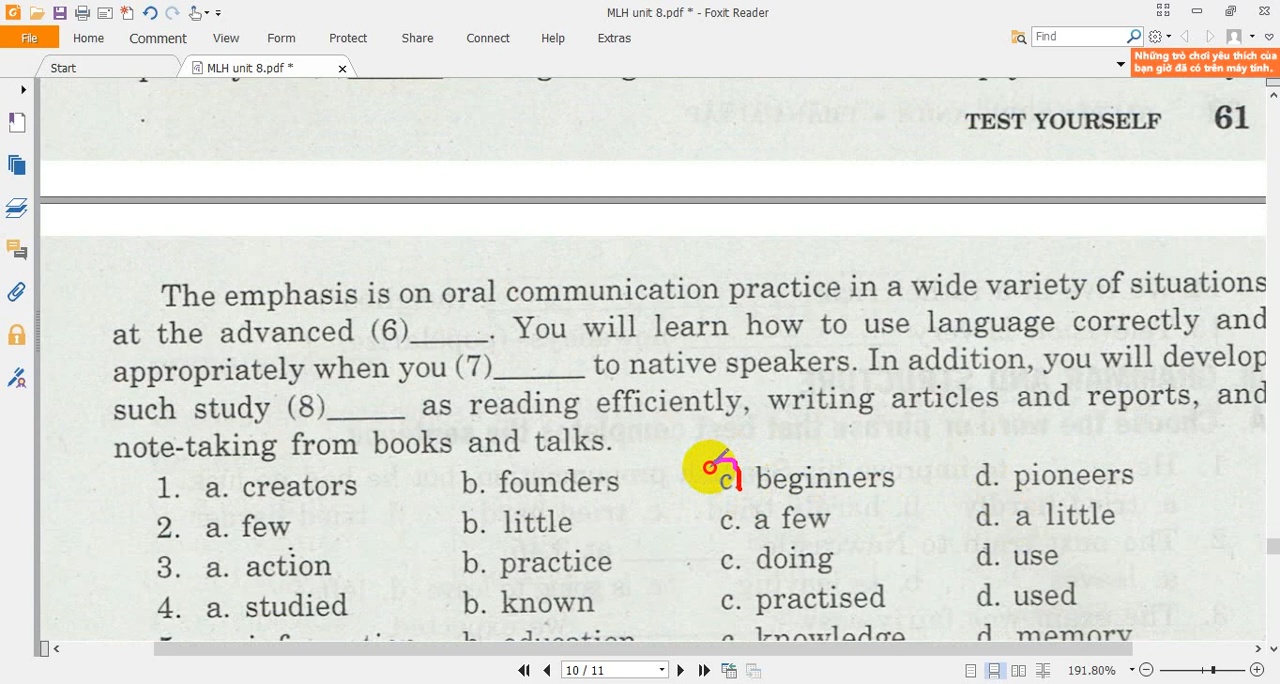 MLH unit 8.pdf * - Foxit Reader
File Home Comment View Form Protect Share Connect Help Extras
Find
Những trò chơi yêu thích của
bạn giờ đã có trên máy tính.
Start MLH unit 8.pdf *
TEST YOURSELF 61
The emphasis is on oral communication practice in a wide variety of situations
at the advanced (6)______. You will learn how to use language correctly and
appropriately when you (7)______ to native speakers. In addition, you will develop
such study (8)______ as reading efficiently, writing articles and reports, and
note-taking from books and talks.
1. a. creators b. founders c. beginners d. pioneers
2. a. few b. little c. a few d. a little
3. a. action b. practice c. doing d. use
4. a. studied b. known c. practised d. used
b. education c. knowledge d. memory
10 / 11
191.80%